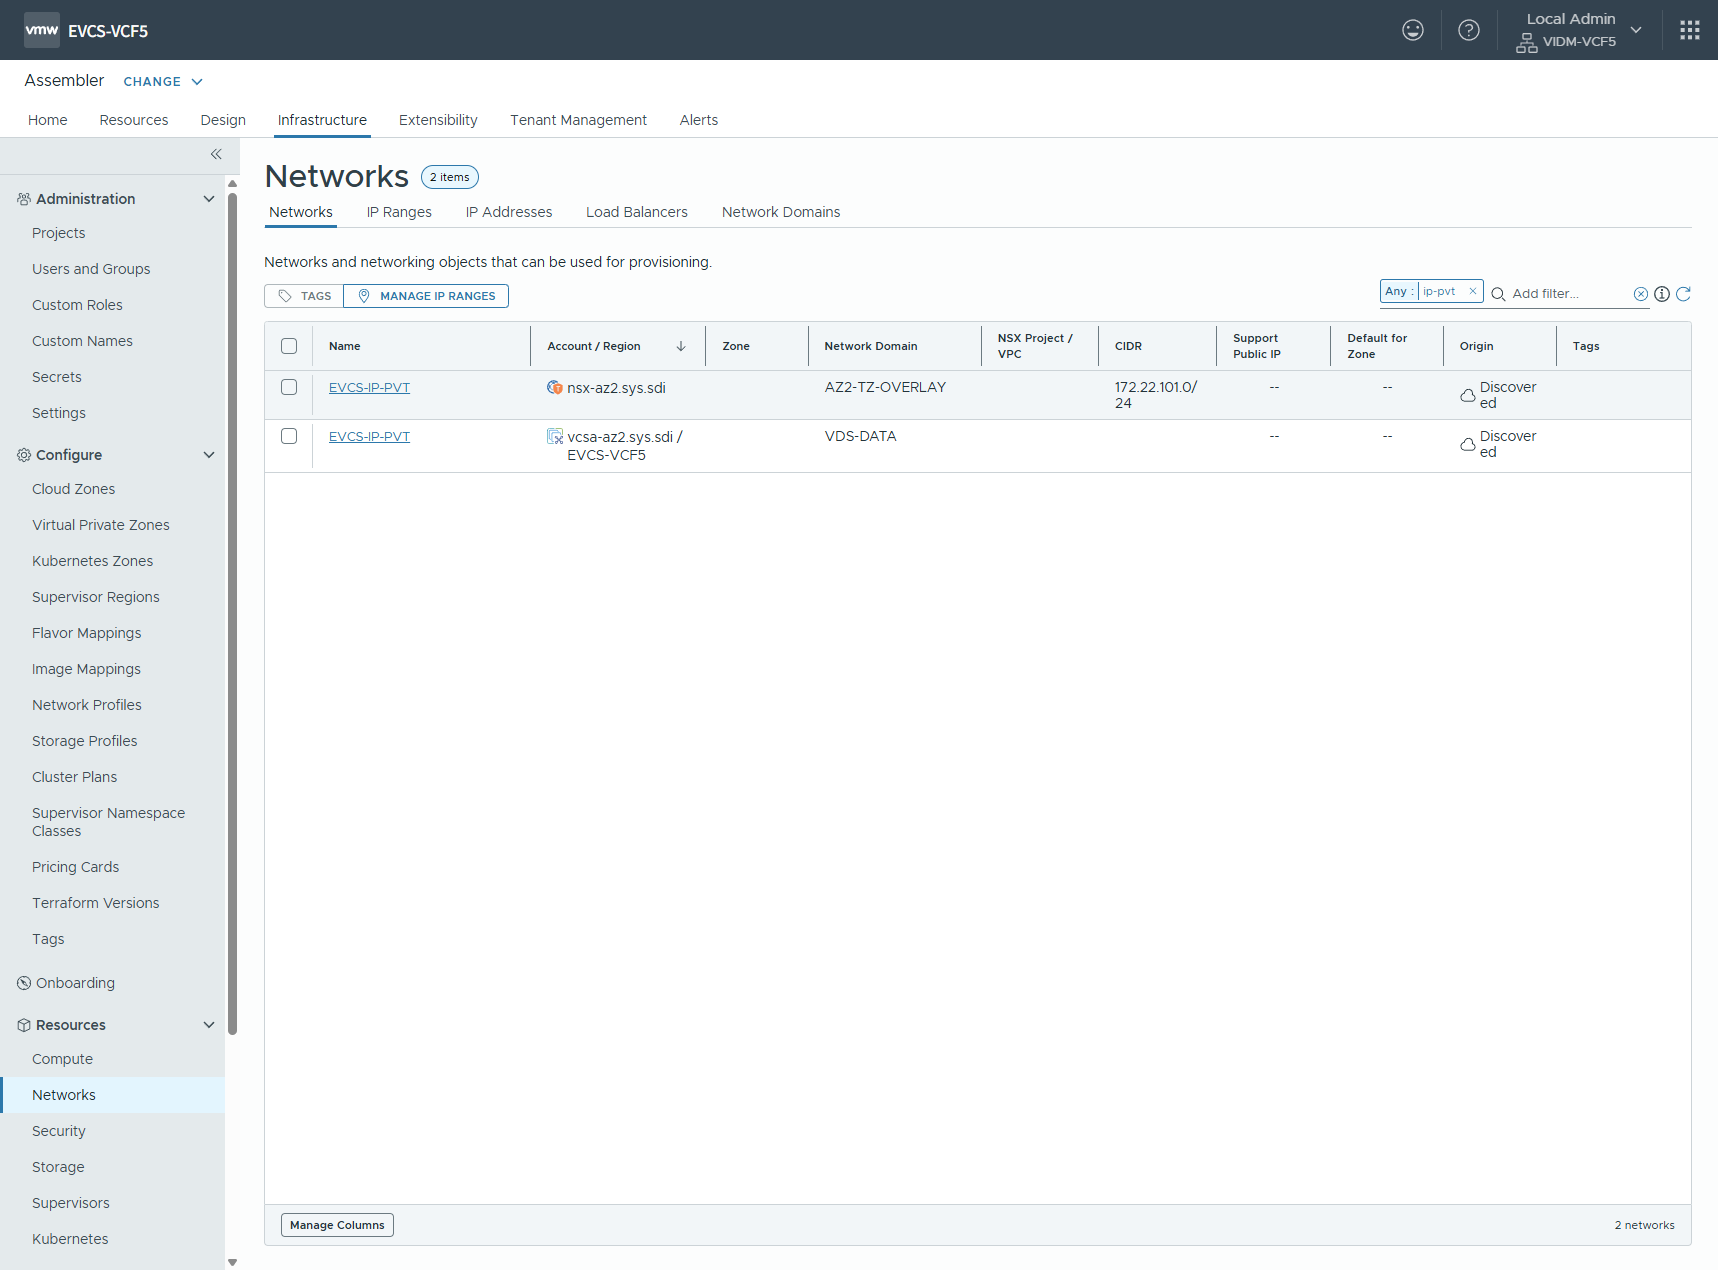 vmw EVCS-VCF5
Local Admin
VIDM-VCF5
Assembler CHANGE
Home Resources Design Infrastructure Extensibility Tenant Management Alerts
Administration
Projects
Users and Groups
Custom Roles
Custom Names
Secrets
Settings
Configure
Cloud Zones
Virtual Private Zones
Kubernetes Zones
Supervisor Regions
Flavor Mappings
Image Mappings
Network Profiles
Storage Profiles
Cluster Plans
Supervisor Namespace
Classes
Pricing Cards
Terraform Versions
Tags
Onboarding
Resources
Compute
Networks
Security
Storage
Supervisors
Kubernetes
Networks 2 items
Networks IP Ranges IP Addresses Load Balancers Network Domains
Networks and networking objects that can be used for provisioning.
TAGS MANAGE IP RANGES
Any : ip-pvt × Add filter...
Name Account / Region Zone Network Domain NSX Project / VPC CIDR Support Public IP Default for Zone Origin Tags
EVCS-IP-PVT nsx-az2.sys.sdi AZ2-TZ-OVERLAY 172.22.101.0/ -- -- Discover
24 ed
EVCS-IP-PVT vcsa-az2.sys.sdi / VDS-DATA -- -- Discover
EVCS-VCF5 ed
Manage Columns 2 networks